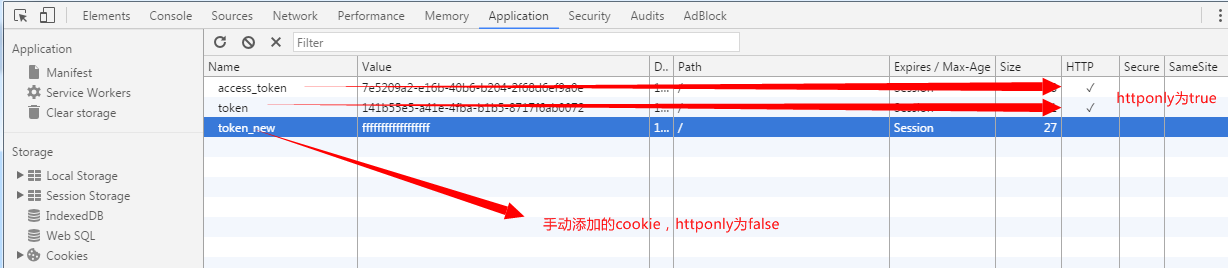 Elements Console Sources Network Performance Memory Application Security Audits AdBlock
Application
Manifest
Service Workers
Clear storage
Storage
Local Storage
Session Storage
IndexedDB
Web SQL
Cookies
Filter
Name Value D.. Path Expires / Max-Age Size HTTP Secure SameSite
access_token 7e5209a2-e16b-40b6-b204-2f68d6ef9a0e 1... / Session ✓
token 141b55e5-a41e-4fba-b1b5-8717f0ab0072 1... / Session ✓
token_new ffffffffffffffffff 1... / Session 27
httponly为true
手动添加的cookie，httponly为false